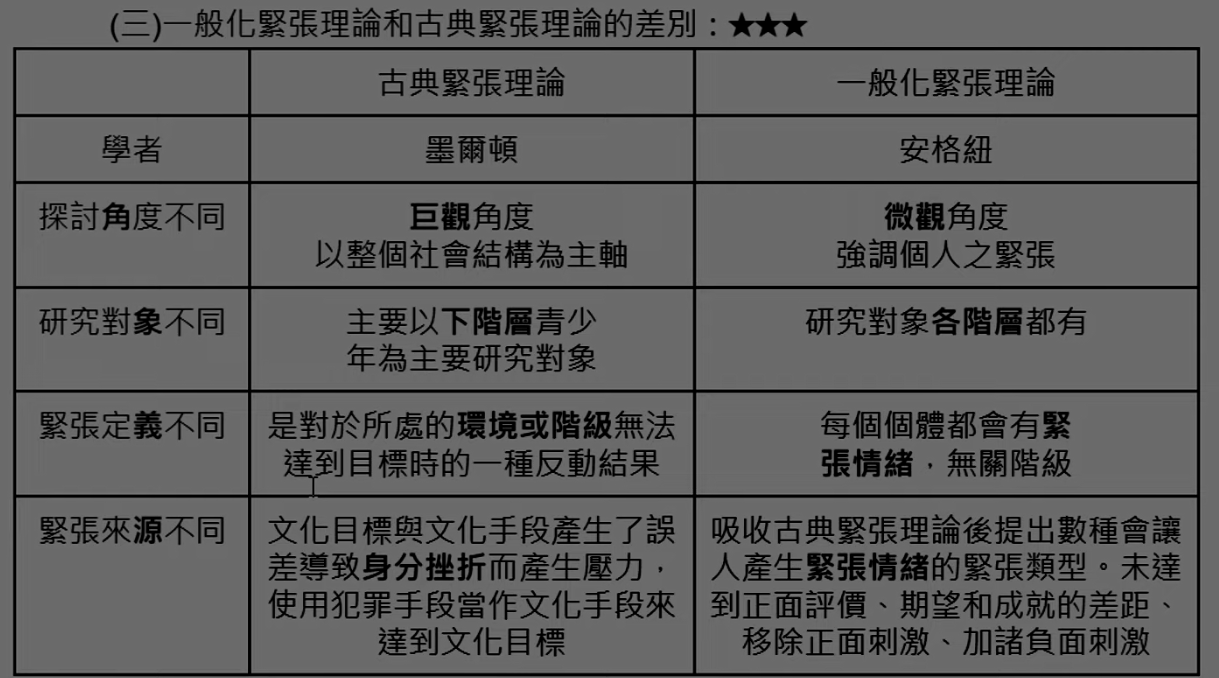 (三)一般化緊張理論和古典緊張理論的差別：★★★
古典緊張理論
一般化緊張理論
學者
墨爾頓
安格紐
探討角度不同
巨觀角度
以整個社會結構為主軸
微觀角度
強調個人之緊張
研究對象不同
主要以下階層青少
年為主要研究對象
研究對象各階層都有
緊張定義不同
是對於所處的環境或階級無法
達到目標時的一種反動結果
每個個體都會有緊
張情緒，無關階級
緊張來源不同
文化目標與文化手段產生了誤
差導致身分挫折而產生壓力，
使用犯罪手段當作文化手段來
達到文化目標
吸收古典緊張理論後提出數種會讓
人產生緊張情緒的緊張類型。未達
到正面評價、期望和成就的差距、
移除正面刺激、加諸負面刺激